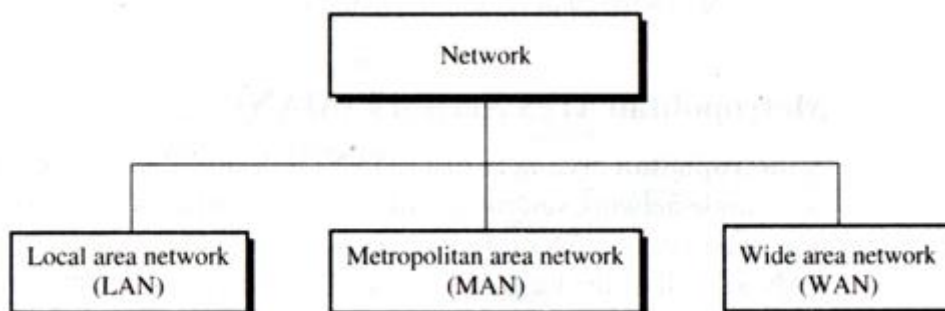 Network
Local area network
(LAN)
Metropolitan area network
(MAN)
Wide area network
(WAN)